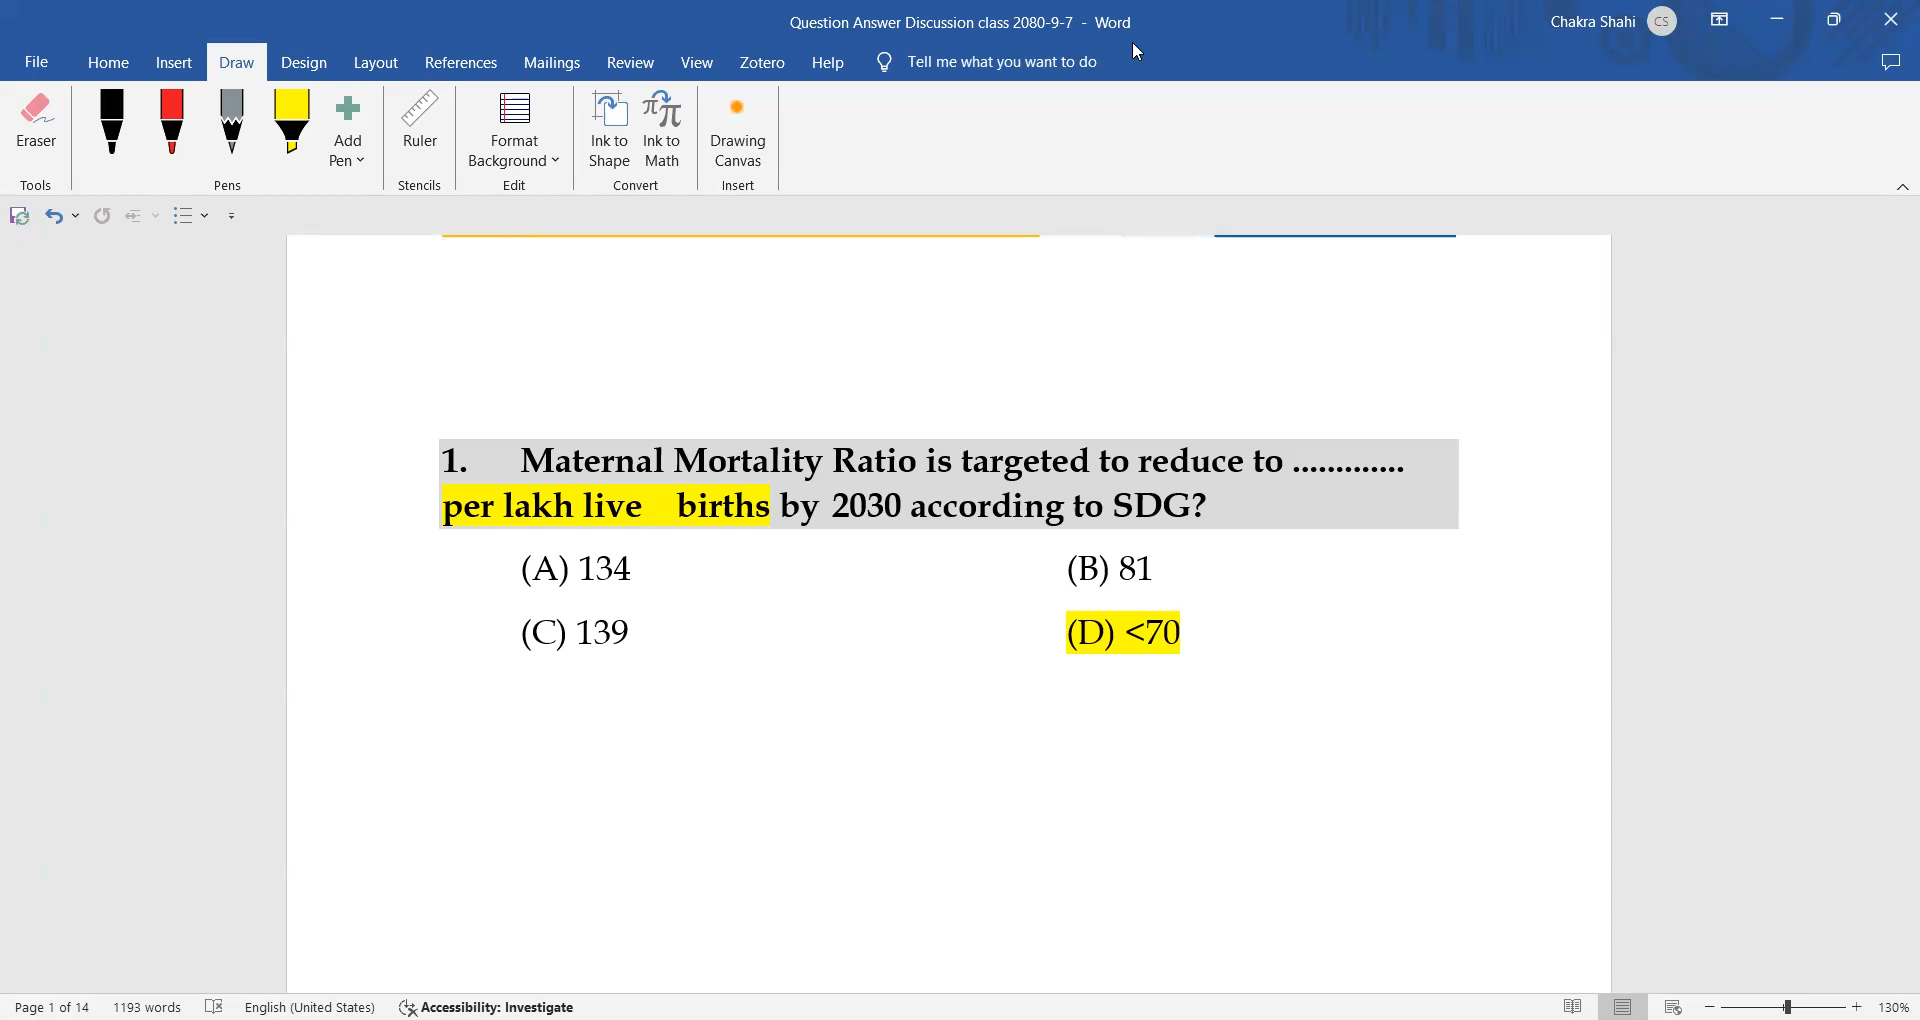 Question Answer Discussion class 2080-9-7 - Word
Chakra Shahi CS
File Home Insert Draw Design Layout References Mailings Review View Zotero Help Tell me what you want to do
Eraser Add Pen Ruler Format Background Ink to Shape Ink to Math Drawing Canvas
Tools Pens Stencils Edit Convert Insert
1. Maternal Mortality Ratio is targeted to reduce to .............
per lakh live births by 2030 according to SDG?
(A) 134 (B) 81
(C) 139 (D) <70
Page 1 of 14 1193 words English (United States) Accessibility: Investigate 130%